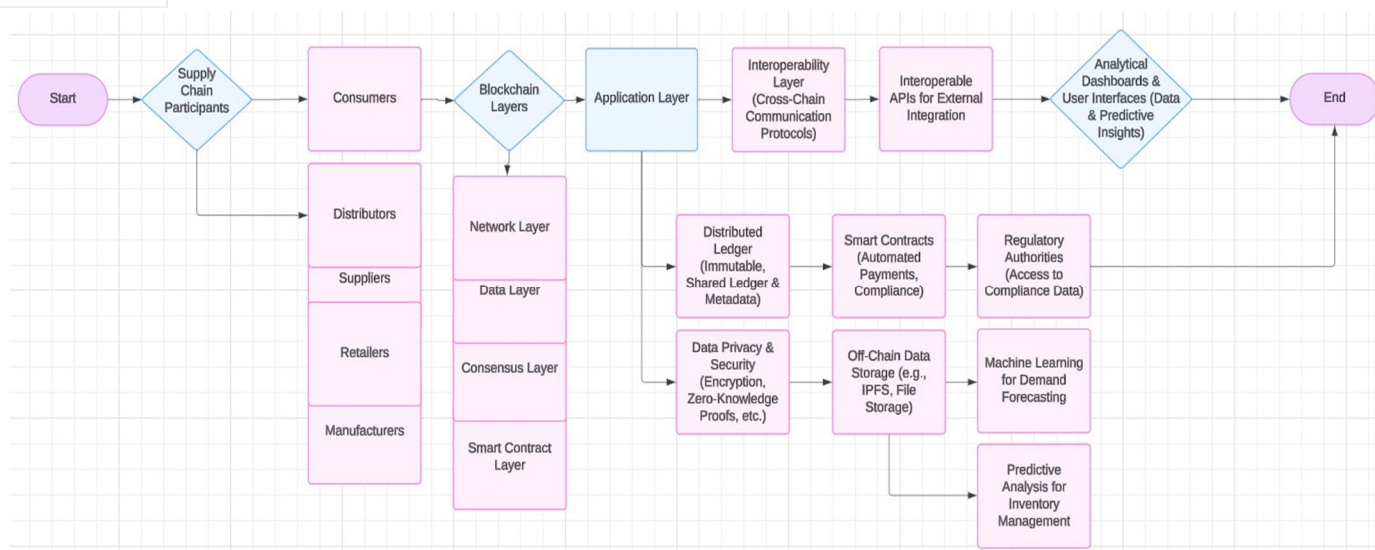 Start
Supply
Chain
Participants
Consumers
Blockchain
Layers
Application Layer
Interoperability
Layer
(Cross-Chain
Communication
Protocols)
Interoperable
APIs for External
Integration
Analytical
Dashboards &
User Interfaces (Data
& Predictive
Insights)
End
Distributors
Suppliers
Retailers
Manufacturers
Network Layer
Data Layer
Consensus Layer
Smart Contract
Layer
Distributed
Ledger
(Immutable,
Shared Ledger &
Metadata)
Smart Contracts
(Automated
Payments,
Compliance)
Regulatory
Authorities
(Access to
Compliance Data)
Data Privacy &
Security
(Encryption,
Zero-Knowledge
Proofs, etc.)
Off-Chain Data
Storage (e.g.,
IPFS, File
Storage)
Machine Learning
for Demand
Forecasting
Predictive
Analysis for
Inventory
Management